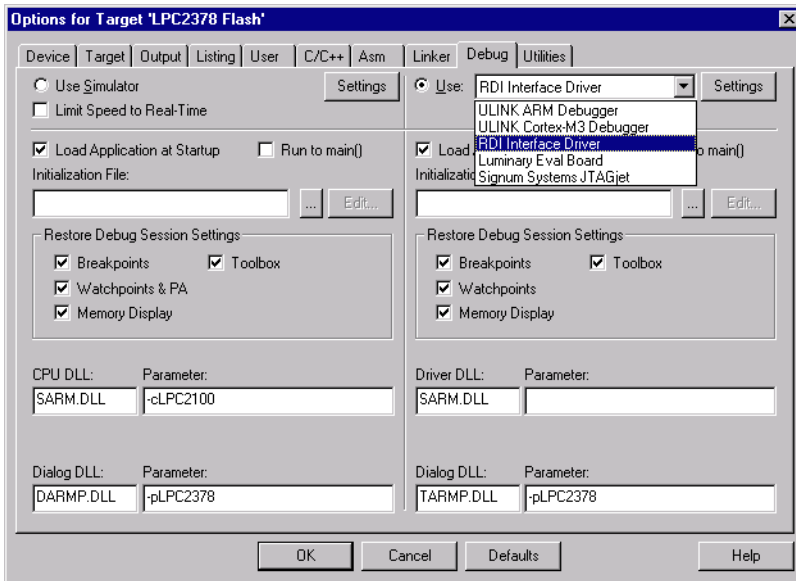 Options for Target 'LPC2378 Flash'
Device Target Output Listing User C/C++ Asm Linker Debug Utilities
Use Simulator Settings
Limit Speed to Real-Time
Use: RDI Interface Driver Settings
ULINK ARM Debugger
ULINK Cortex-M3 Debugger
RDI Interface Driver
Luminary Eval Board
Signum Systems JTAGjet
Load Application at Startup Run to main()
Initialization File:
... Edit...
Restore Debug Session Settings
Breakpoints Toolbox
Watchpoints & PA
Memory Display
CPU DLL: Parameter:
SARM.DLL -cLPC2100
Dialog DLL: Parameter:
DARMP.DLL -pLPC2378
Load main()
... Edit...
Restore Debug Session Settings
Breakpoints Toolbox
Watchpoints
Memory Display
Driver DLL: Parameter:
SARM.DLL
Dialog DLL: Parameter:
TARMP.DLL -pLPC2378
OK Cancel Defaults Help